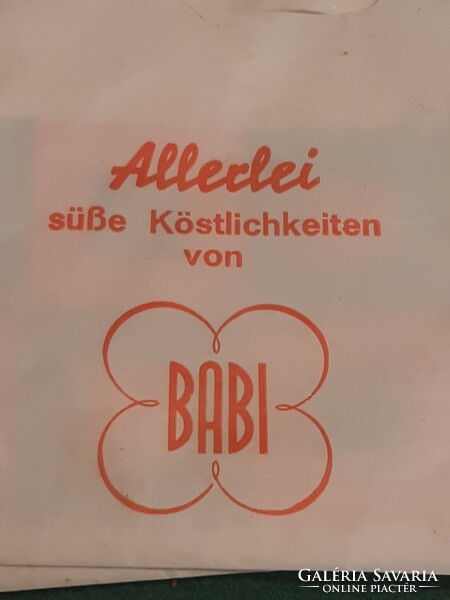 Allerlei
süße Köstlichkeiten
von
BABI
GALÉRIA SAVARIA
ONLINE PIACTÉR